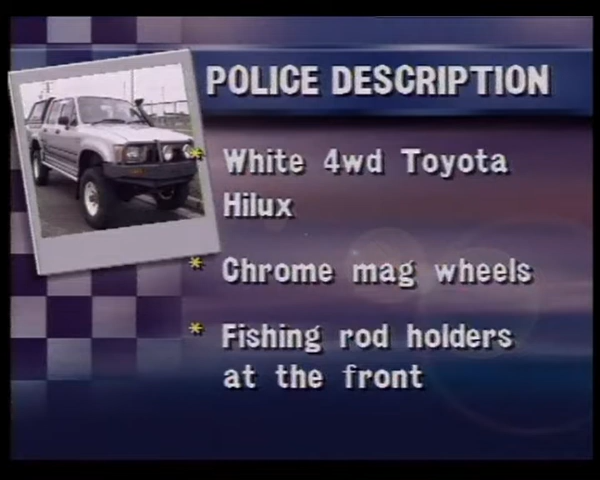 POLICE DESCRIPTION
* White 4wd Toyota
Hilux
* Chrome mag wheels
* Fishing rod holders
at the front